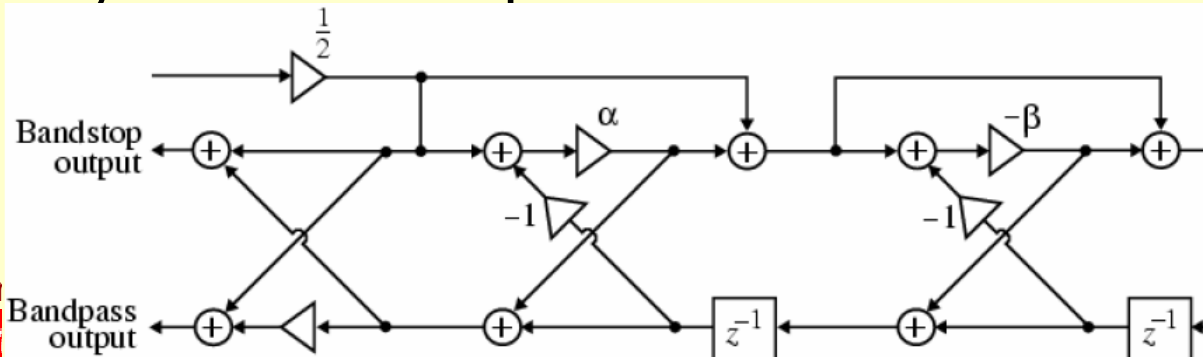 1/2
α
-β
Bandstop
output
-1
-1
Bandpass
output
z⁻¹
z⁻¹